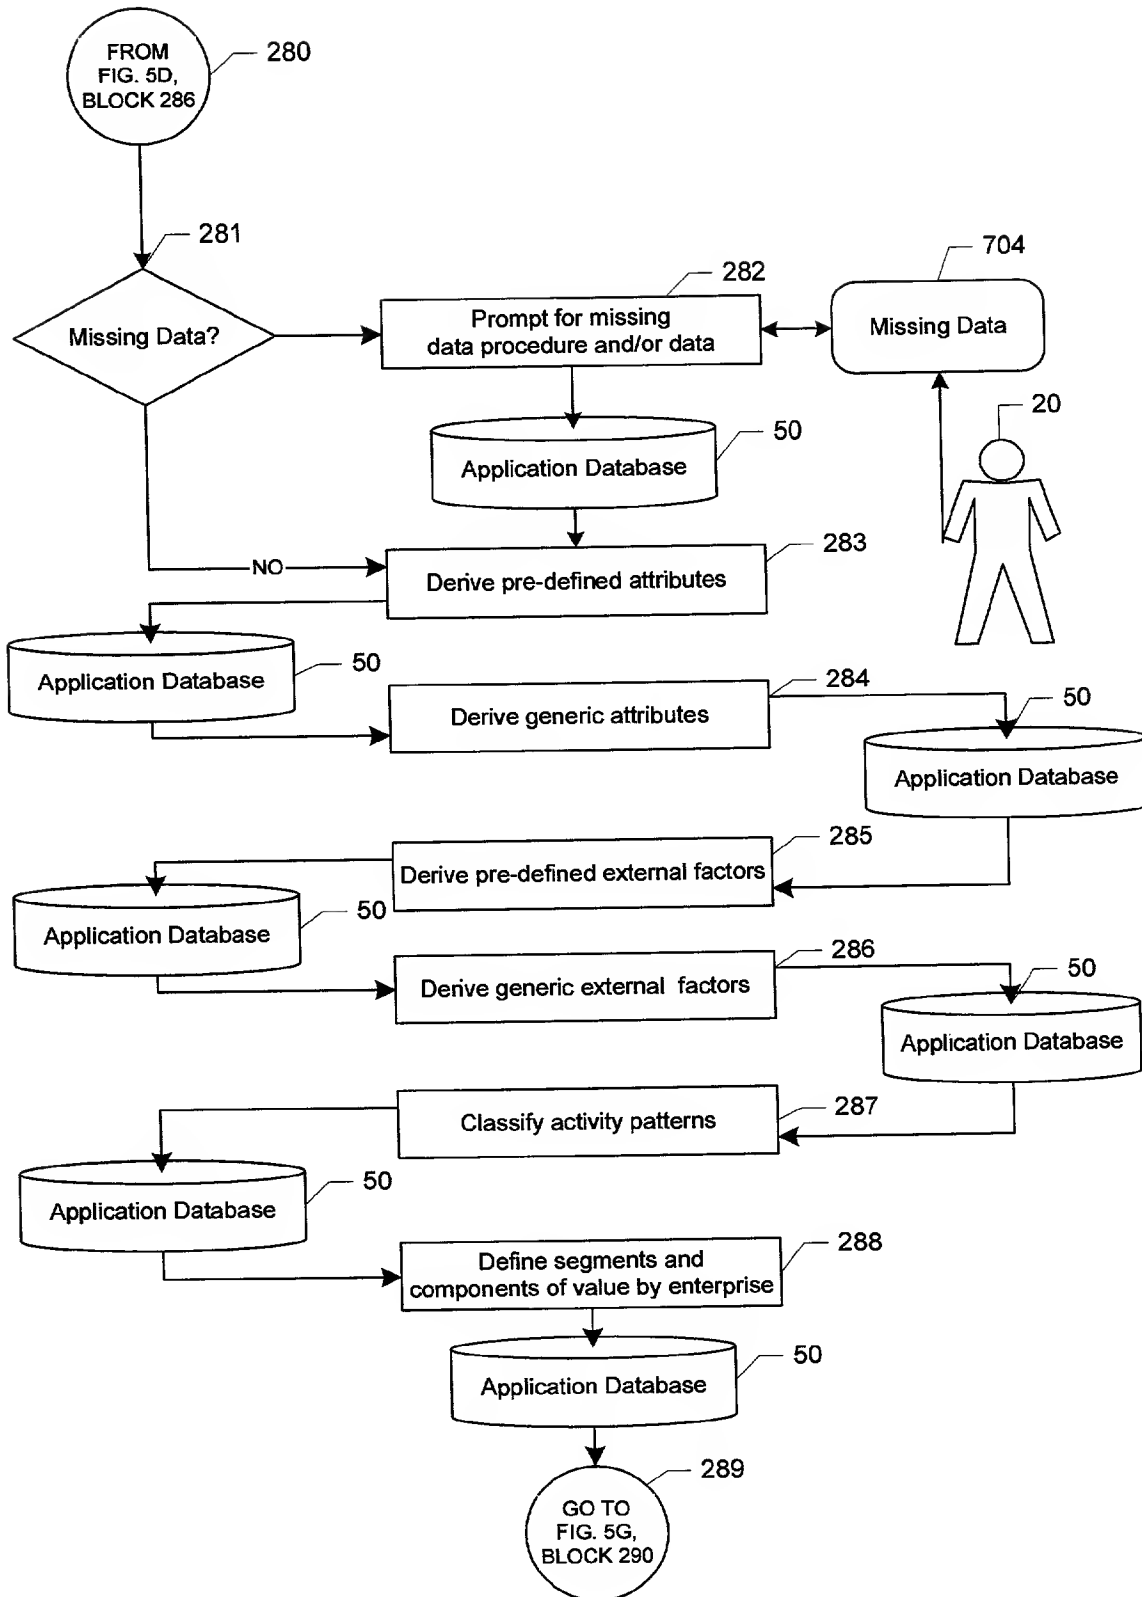 FROM
FIG. 5D,
BLOCK 286
280
281
Missing Data?
282
Prompt for missing
data procedure and/or data
704
Missing Data
20
50
Application Database
283
NO
Derive pre-defined attributes
50
Application Database
284
Derive generic attributes
50
Application Database
285
Derive pre-defined external factors
50
Application Database
286
Derive generic external factors
50
Application Database
287
Classify activity patterns
50
Application Database
288
Define segments and
components of value by enterprise
50
Application Database
289
GO TO
FIG. 5G,
BLOCK 290